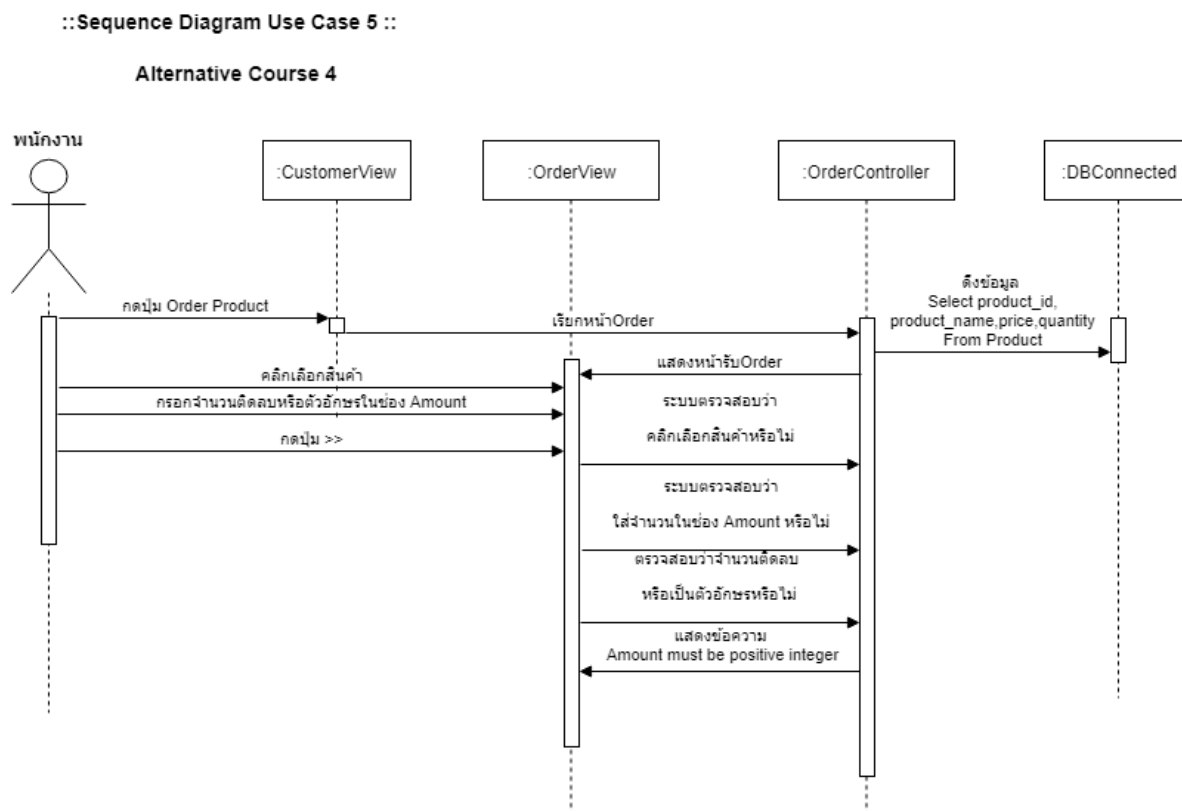 ::Sequence Diagram Use Case 5 ::
Alternative Course 4
พนักงาน
:CustomerView
:OrderView
:OrderController
:DBConnected
กดปุ่ม Order Product
เรียกหน้าOrder
ดึงข้อมูล
Select product_id,
product_name,price,quantity
From Product
แสดงหน้ารับOrder
คลิกเลือกสินค้า
กรอกจำนวนติดลบหรือตัวอักษรในช่อง Amount
ระบบตรวจสอบว่า
คลิกเลือกสินค้าหรือไม่
กดปุ่ม >>
ระบบตรวจสอบว่า
ใส่จำนวนในช่อง Amount หรือไม่
ตรวจสอบว่าจำนวนติดลบ
หรือเป็นตัวอักษรหรือไม่
แสดงข้อความ
Amount must be positive integer